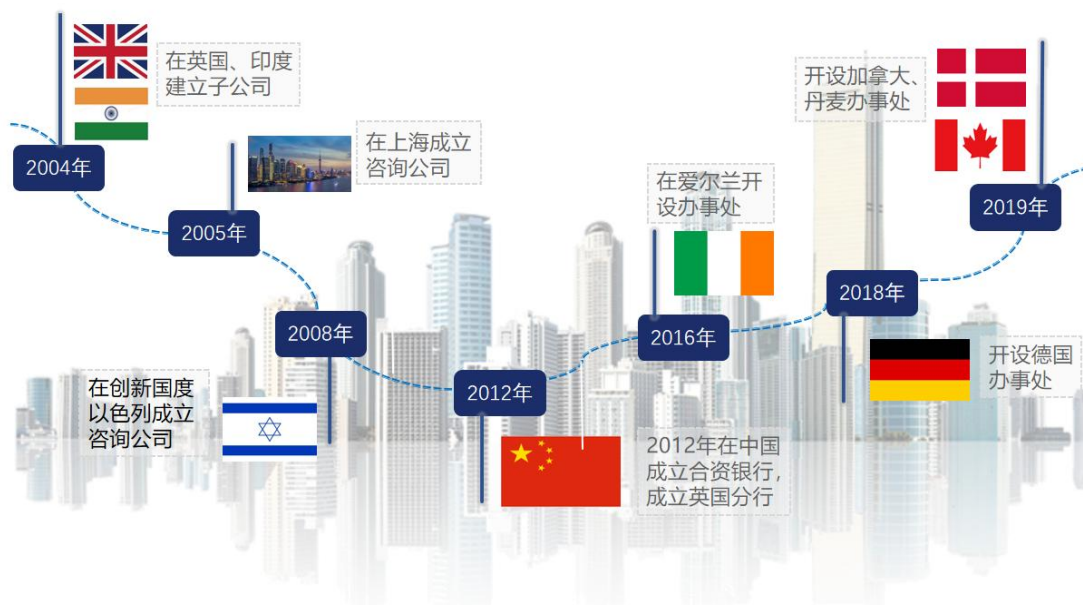 2004年
在英国、印度
建立子公司
2005年
在上海成立
咨询公司
2008年
在创新国度
以色列成立
咨询公司
2012年
2012年在中国
成立合资银行，
成立英国分行
2016年
在爱尔兰开
设办事处
2018年
开设德国
办事处
2019年
开设加拿大、
丹麦办事处